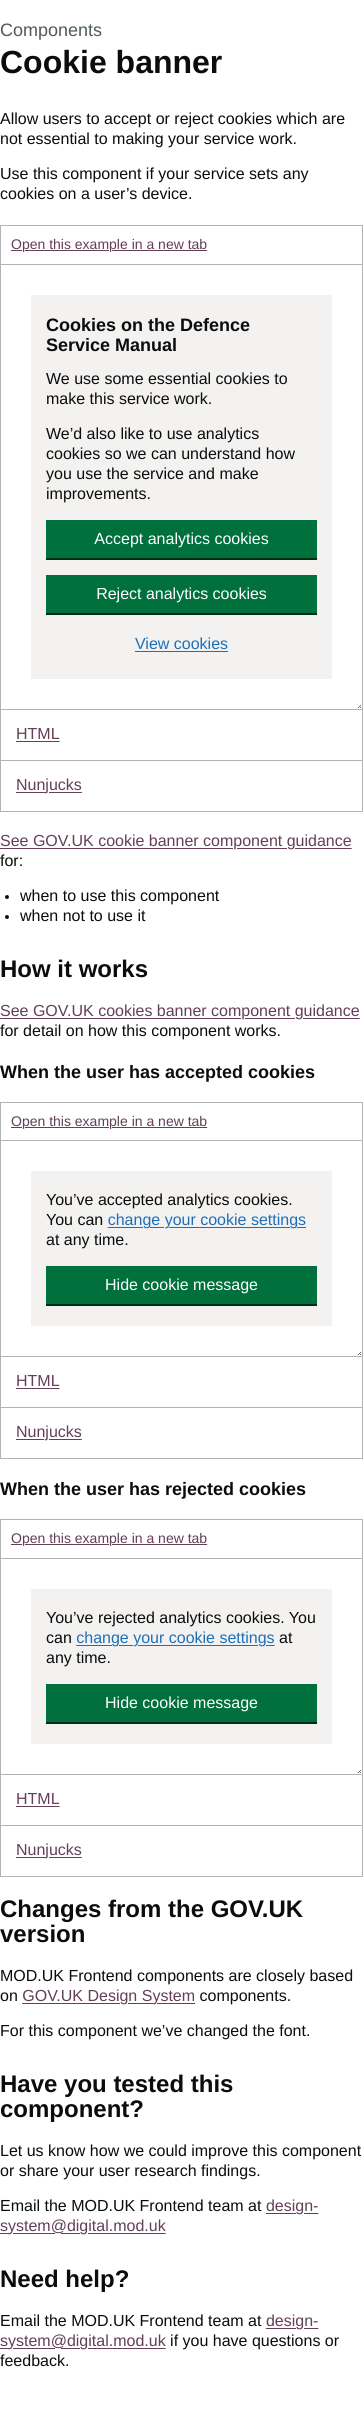 Components
Cookie banner
Allow users to accept or reject cookies which are
not essential to making your service work.
Use this component if your service sets any
cookies on a user’s device.
Open this example in a new tab
Cookies on the Defence
Service Manual
We use some essential cookies to
make this service work.
We’d also like to use analytics
cookies so we can understand how
you use the service and make
improvements.
Accept analytics cookies
Reject analytics cookies
View cookies
HTML
Nunjucks
See GOV.UK cookie banner component guidance
for:
• when to use this component
• when not to use it
How it works
See GOV.UK cookies banner component guidance
for detail on how this component works.
When the user has accepted cookies
Open this example in a new tab
You’ve accepted analytics cookies.
You can change your cookie settings
at any time.
Hide cookie message
HTML
Nunjucks
When the user has rejected cookies
Open this example in a new tab
You’ve rejected analytics cookies. You
can change your cookie settings at
any time.
Hide cookie message
HTML
Nunjucks
Changes from the GOV.UK
version
MOD.UK Frontend components are closely based
on GOV.UK Design System components.
For this component we’ve changed the font.
Have you tested this
component?
Let us know how we could improve this component
or share your user research findings.
Email the MOD.UK Frontend team at design-
system@digital.mod.uk
Need help?
Email the MOD.UK Frontend team at design-
system@digital.mod.uk if you have questions or
feedback.